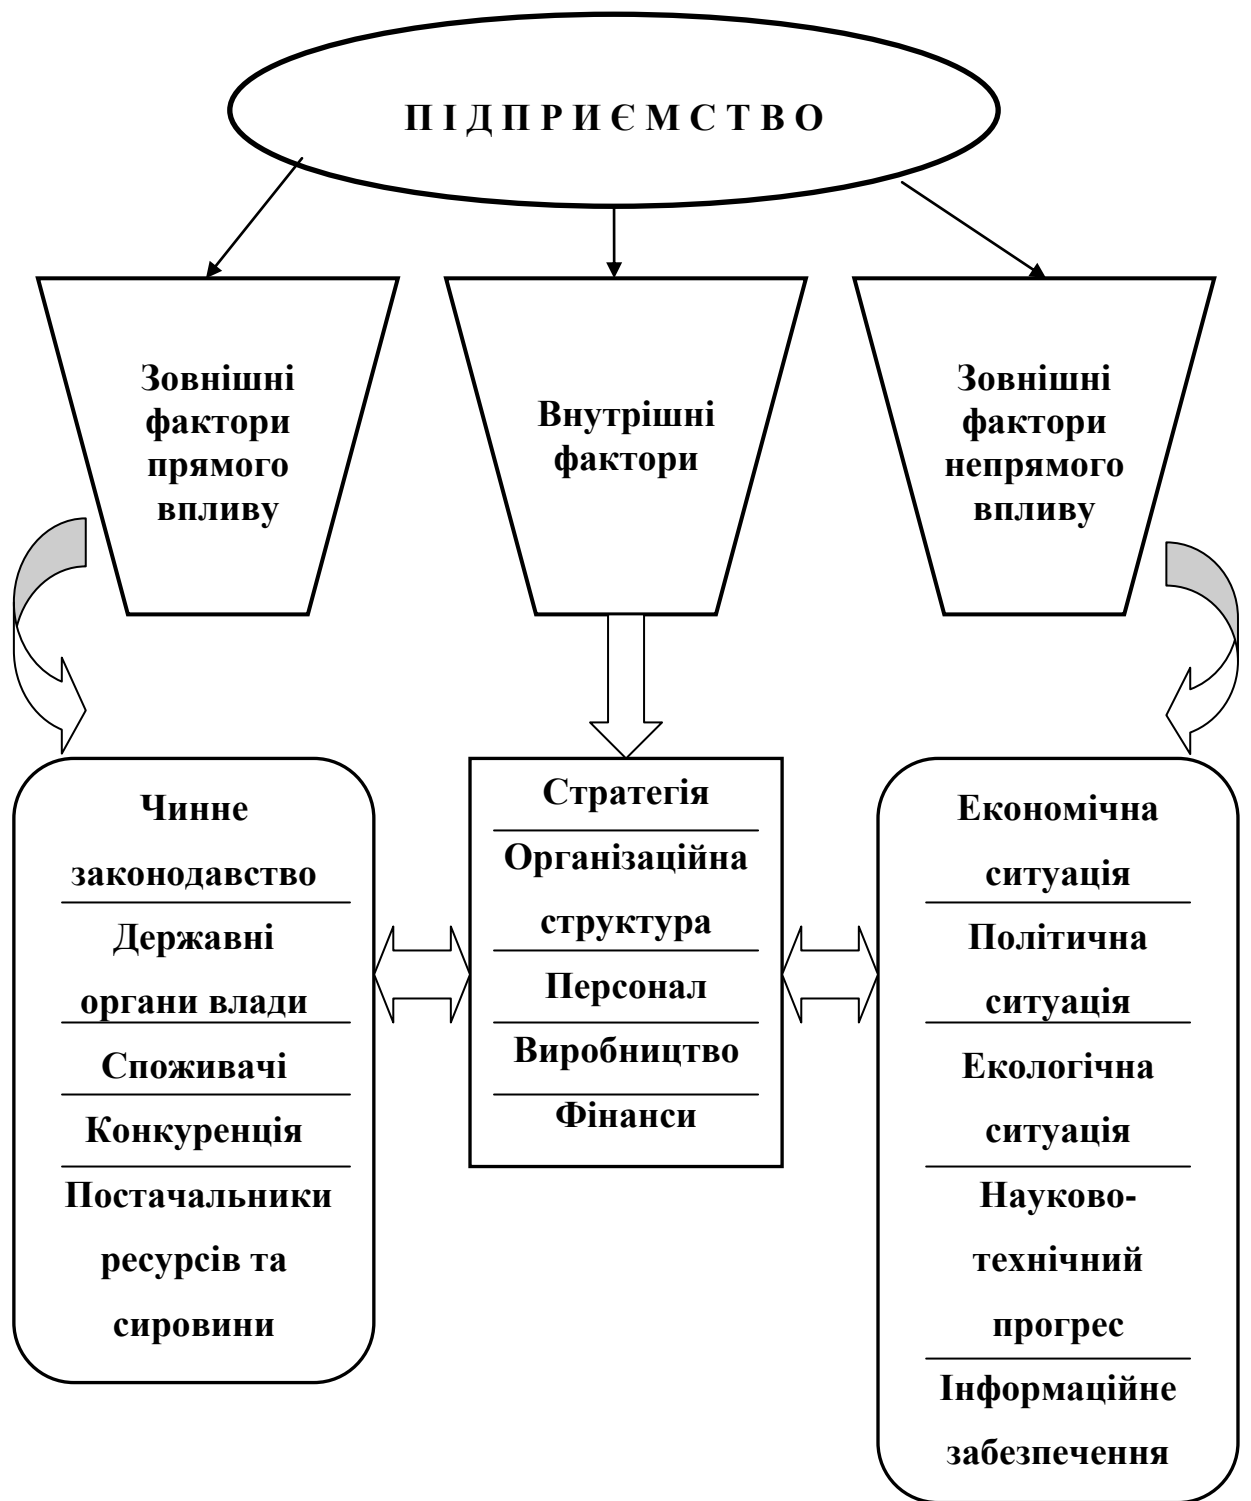 П І Д П Р И Є М С Т В О
Зовнішні
фактори
прямого
впливу
Внутрішні
фактори
Зовнішні
фактори
непрямого
впливу
Чинне
законодавство
Державні
органи влади
Споживачі
Конкуренція
Постачальники
ресурсів та
сировини
Стратегія
Організаційна
структура
Персонал
Виробництво
Фінанси
Економічна
ситуація
Політична
ситуація
Екологічна
ситуація
Науково-
технічний
прогрес
Інформаційне
забезпечення